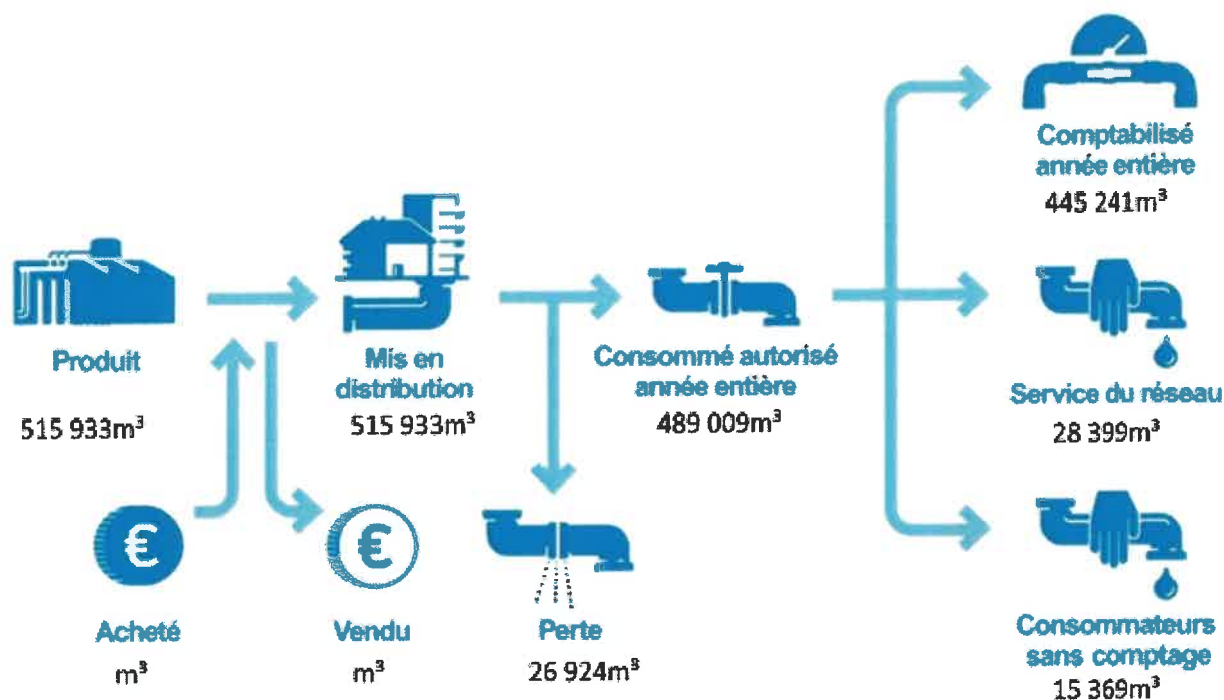 Comptabilisé
année entière
445 241m³
Produit
515 933m³
Mis en
distribution
515 933m³
Consommé autorisé
année entière
489 009m³
Service du réseau
28 399m³
€
Acheté
m³
€
Vendu
m³
Perte
26 924m³
Consommateurs
sans comptage
15 369m³